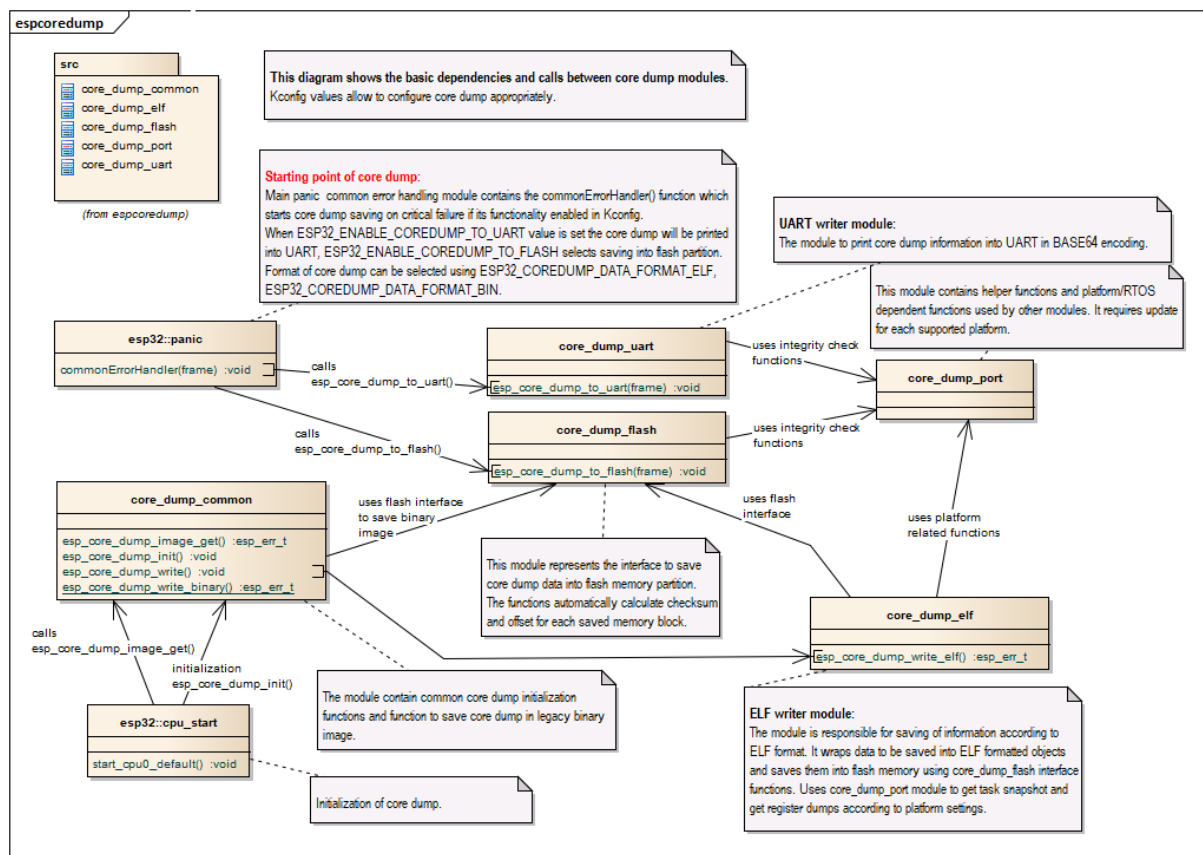 espcoredump
src
core_dump_common
core_dump_elf
core_dump_flash
core_dump_port
core_dump_uart
(from espcoredump)
This diagram shows the basic dependencies and calls between core dump modules.
Kconfig values allow to configure core dump appropriately.
Starting point of core dump:
Main panic common error handling module contains the commonErrorHandler() function which
starts core dump saving on critical failure if its functionality enabled in Kconfig.
When ESP32_ENABLE_COREDUMP_TO_UART value is set the core dump will be printed
into UART, ESP32_ENABLE_COREDUMP_TO_FLASH selects saving into flash partition.
Format of core dump can be selected using ESP32_COREDUMP_DATA_FORMAT_ELF,
ESP32_COREDUMP_DATA_FORMAT_BIN.
UART writer module:
The module to print core dump information into UART in BASE64 encoding.
This module contains helper functions and platform/RTOS
dependent functions used by other modules. It requires update
for each supported platform.
esp32::panic
commonErrorHandler(frame) :void
calls
esp_core_dump_to_uart()
core_dump_uart
esp_core_dump_to_uart(frame) :void
uses integrity check
functions
core_dump_port
calls
esp_core_dump_to_flash()
core_dump_flash
esp_core_dump_to_flash(frame) :void
uses integrity check
functions
core_dump_common
esp_core_dump_image_get() :esp_err_t
esp_core_dump_init() :void
esp_core_dump_write() :void
esp_core_dump_write_binary() :esp_err_t
uses flash interface
to save binary
image
uses flash
interface
uses platform
related functions
This module represents the interface to save
core dump data into flash memory partition.
The functions automatically calculate checksum
and offset for each saved memory block.
core_dump_elf
esp_core_dump_write_elf() :esp_err_t
calls
esp_core_dump_image_get()
initialization
esp_core_dump_init()
The module contain common core dump initialization
functions and function to save core dump in legacy binary
image.
esp32::cpu_start
start_cpu0_default() :void
Initialization of core dump.
ELF writer module:
The module is responsible for saving of information according to
ELF format. It wraps data to be saved into ELF formatted objects
and saves them into flash memory using core_dump_flash interface
functions. Uses core_dump_port module to get task snapshot and
get register dumps according to platform settings.